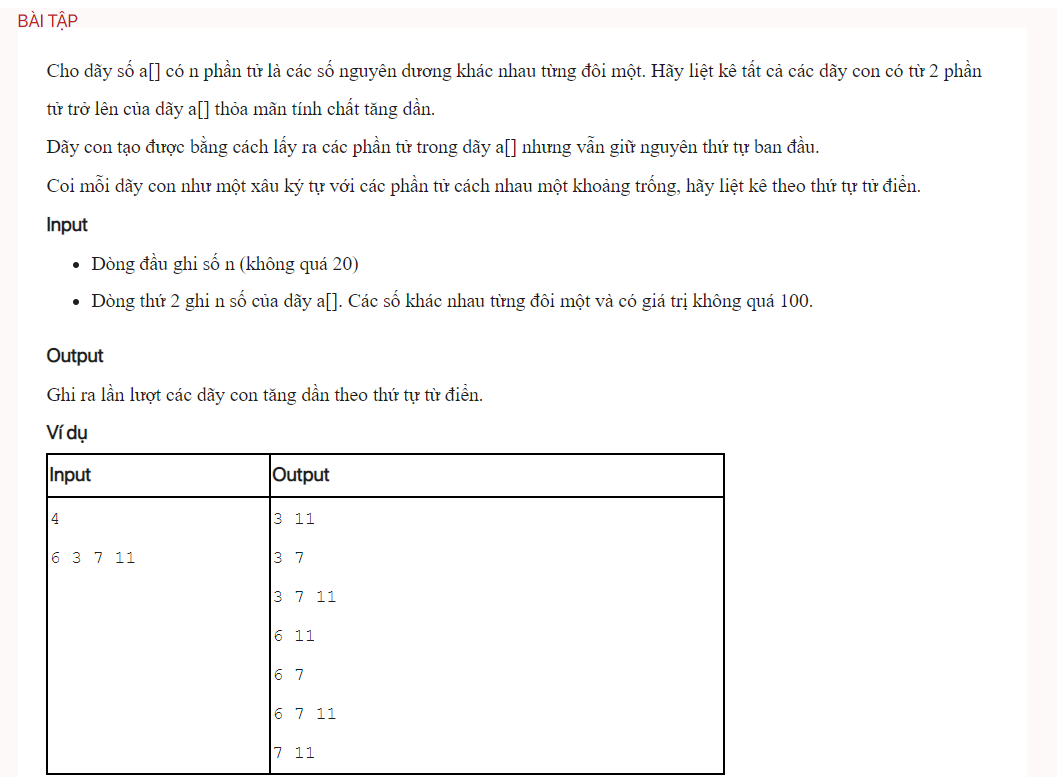 BÀI TẬP
Cho dãy số a[] có n phần tử là các số nguyên dương khác nhau từng đôi một. Hãy liệt kê tất cả các dãy con có từ 2 phần
tử trở lên của dãy a[] thỏa mãn tính chất tăng dần.
Dãy con tạo được bằng cách lấy ra các phần tử trong dãy a[] nhưng vẫn giữ nguyên thứ tự ban đầu.
Coi mỗi dãy con như một xâu ký tự với các phần tử cách nhau một khoảng trống, hãy liệt kê theo thứ tự từ điển.
Input
• Dòng đầu ghi số n (không quá 20)
• Dòng thứ 2 ghi n số của dãy a[]. Các số khác nhau từng đôi một và có giá trị không quá 100.
Output
Ghi ra lần lượt các dãy con tăng dần theo thứ tự từ điển.
Ví dụ
Input Output
4 3 11
6 3 7 11 3 7
3 7 11
6 11
6 7
6 7 11
7 11